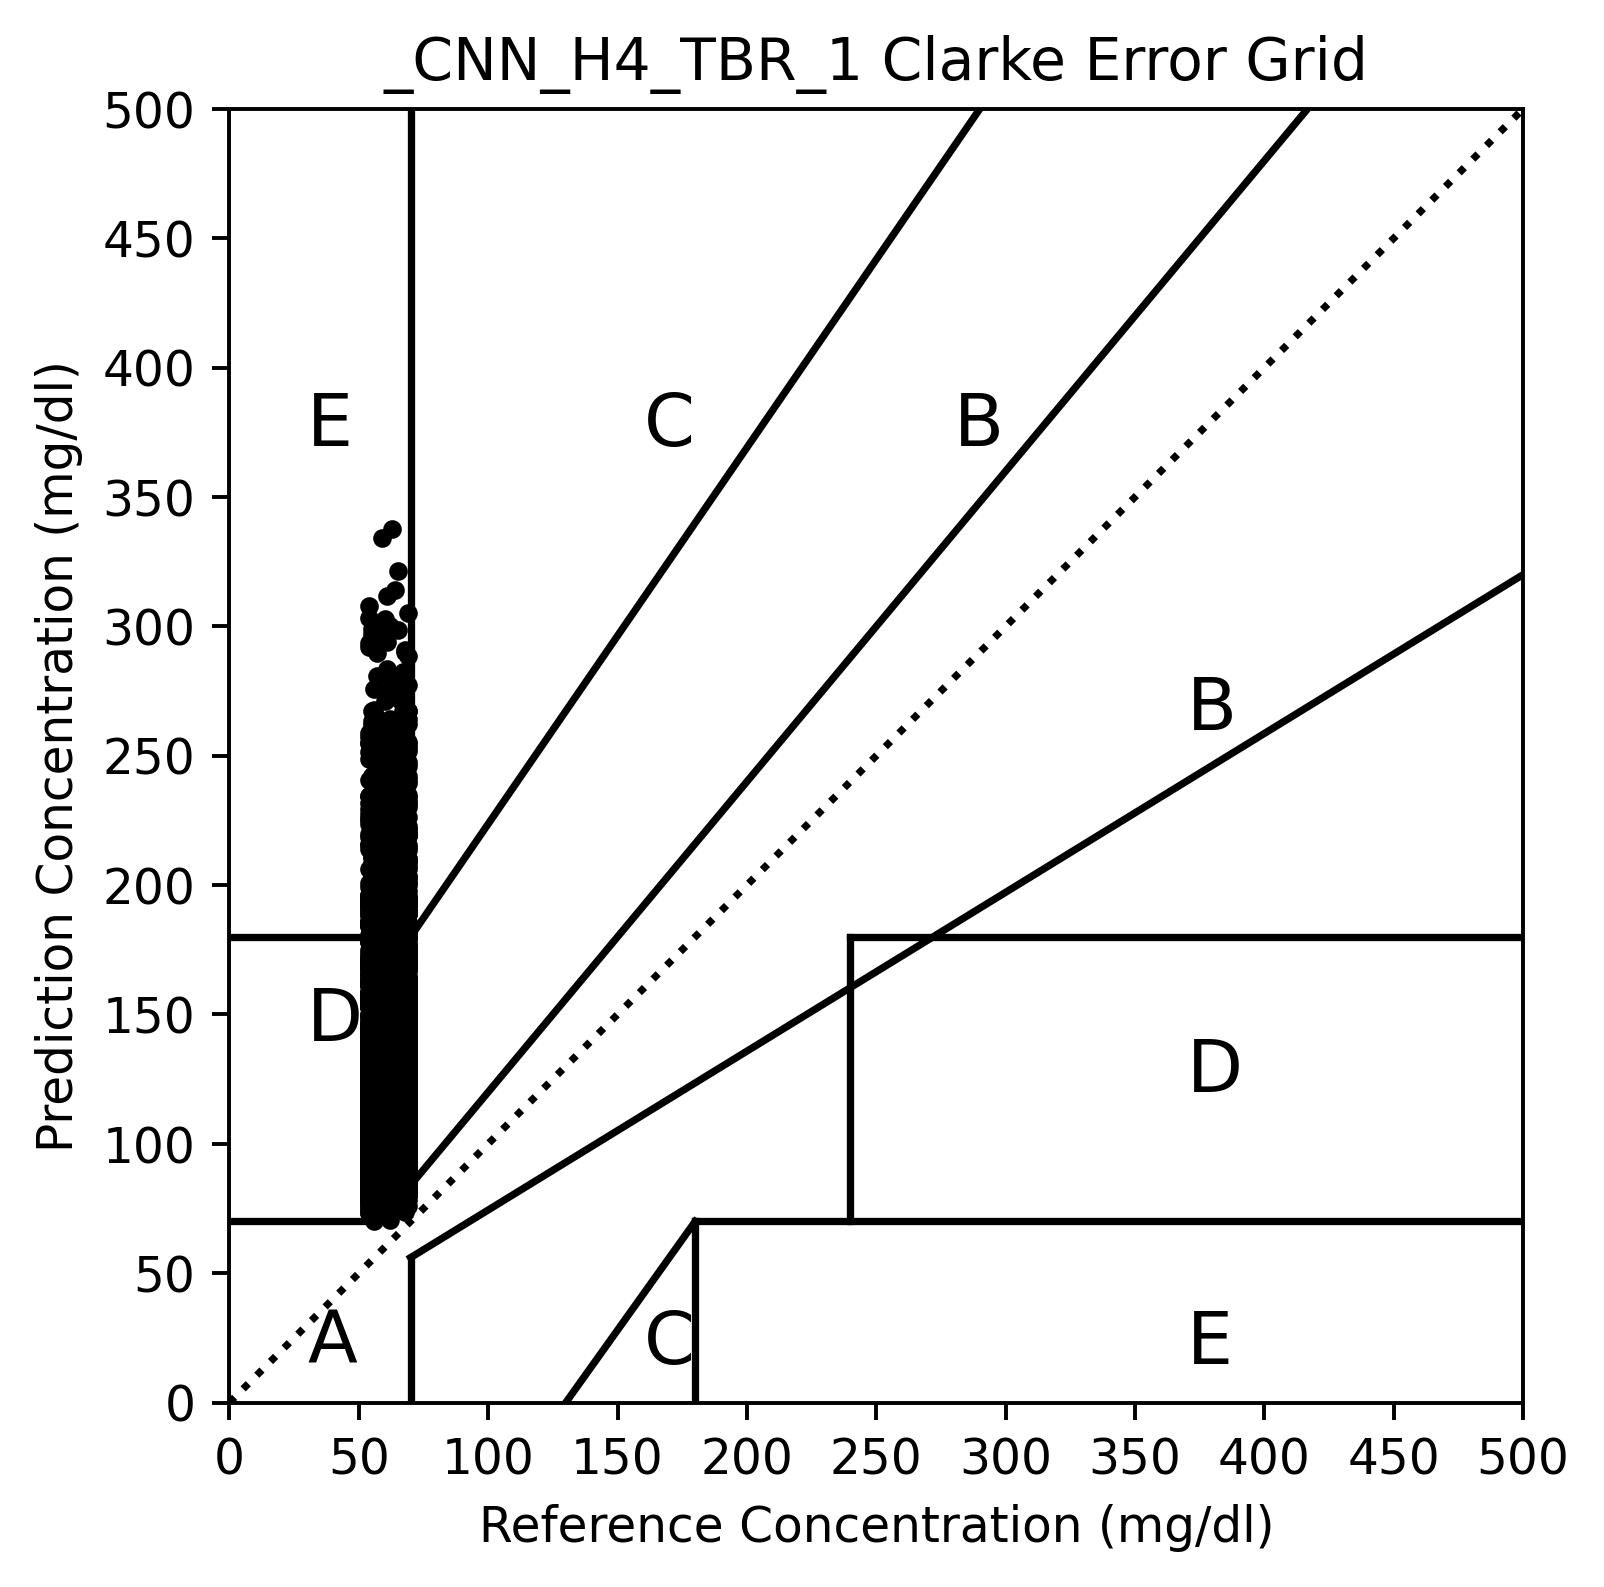 _CNN_H4_TBR_1 Clarke Error Grid
500
450
400
350
300
250
200
150
100
50
0
Prediction Concentration (mg/dl)
E
C
B
B
D
D
A
C
E
0 50 100 150 200 250 300 350 400 450 500
Reference Concentration (mg/dl)